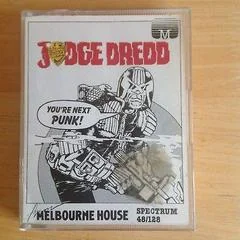 M
JUDGE DREDD
YOU'RE NEXT
PUNK!
MELBOURNE HOUSE
SPECTRUM
48/128